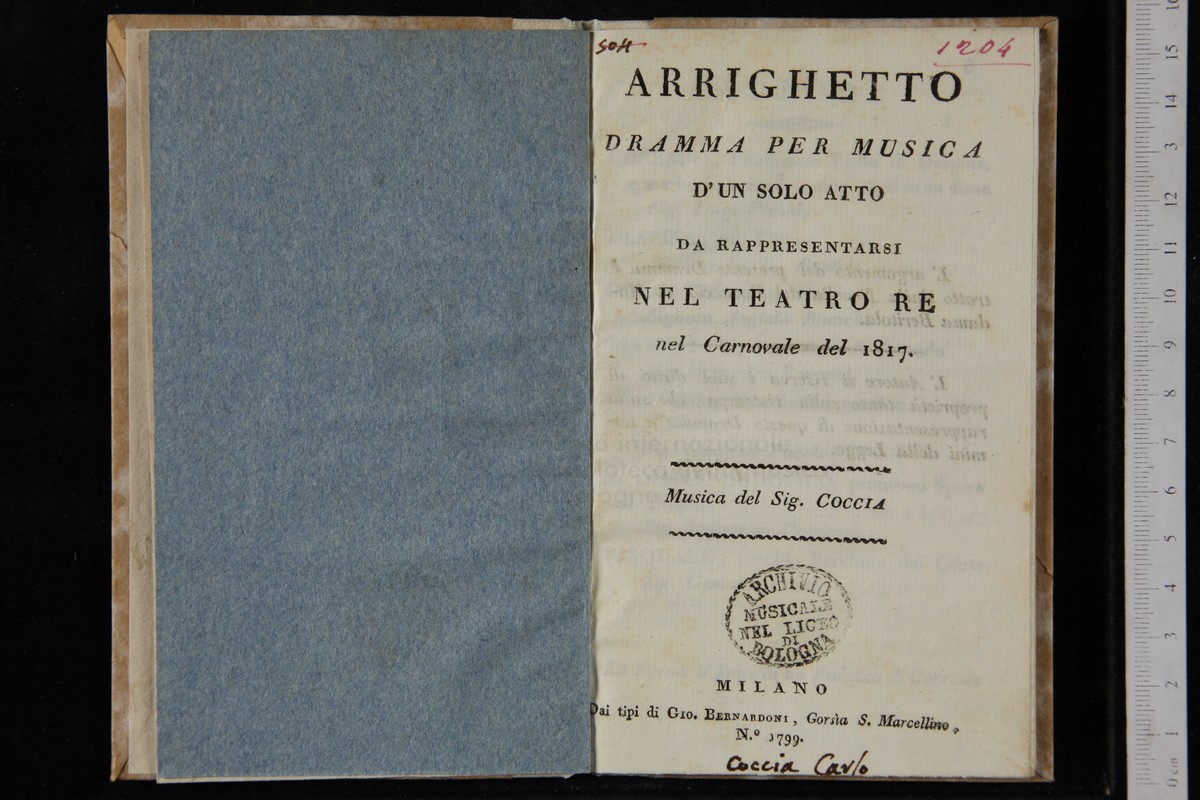 504
1204
ARRIGHETTO
DRAMMA PER MUSICA
D'UN SOLO ATTO
DA RAPPRESENTARSI
NEL TEATRO RE
nel Carnovale del 1817.
Musica del Sig. COCCIA
ARCHIVIO
MUSICALE
NEL LICEO
DI
BOLOGNA
MILANO
Dai tipi di GIO. BERNARDONI, Corsìa S. Marcellino,
N.º 1799.
Coccia Carlo